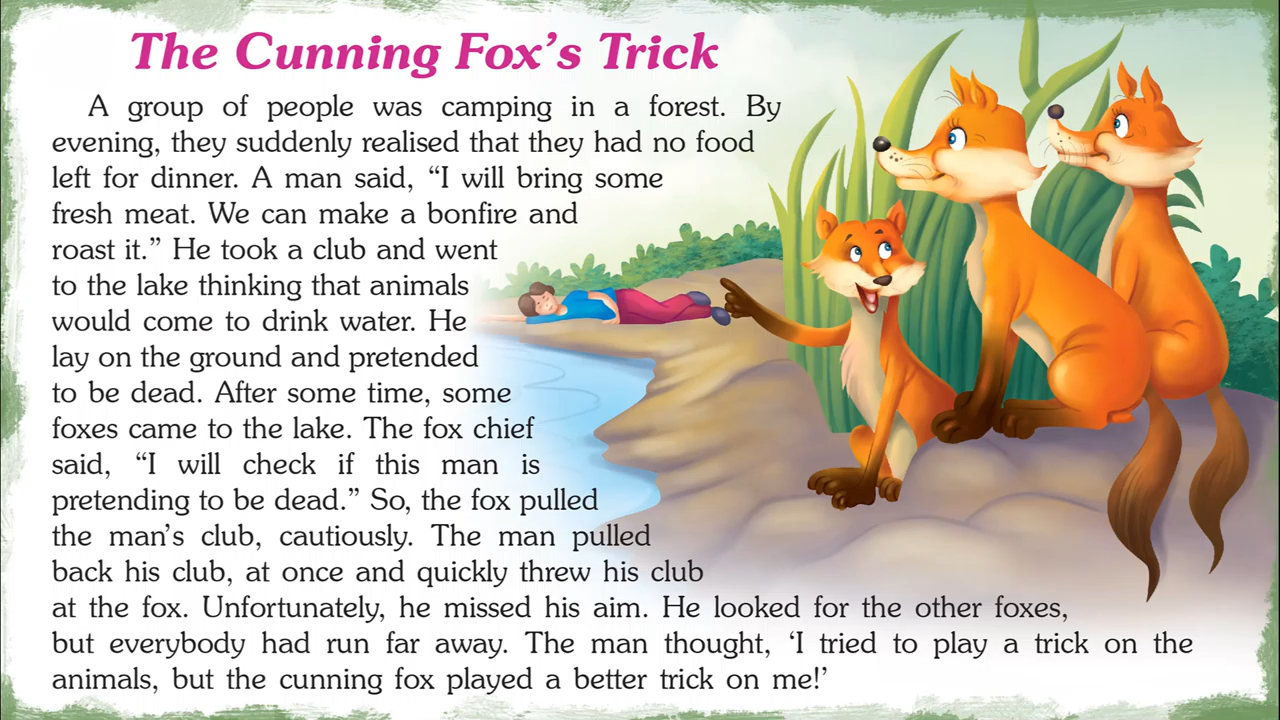 The Cunning Fox's Trick
A group of people was camping in a forest. By
evening, they suddenly realised that they had no food
left for dinner. A man said, “I will bring some
fresh meat. We can make a bonfire and
roast it.” He took a club and went
to the lake thinking that animals
would come to drink water. He
lay on the ground and pretended
to be dead. After some time, some
foxes came to the lake. The fox chief
said, “I will check if this man is
pretending to be dead.” So, the fox pulled
the man’s club, cautiously. The man pulled
back his club, at once and quickly threw his club
at the fox. Unfortunately, he missed his aim. He looked for the other foxes,
but everybody had run far away. The man thought, ‘I tried to play a trick on the
animals, but the cunning fox played a better trick on me!’